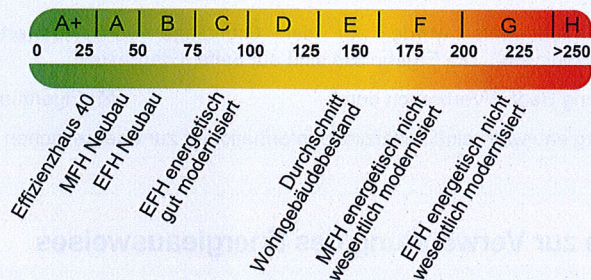 A+ A B C D E F G H
0 25 50 75 100 125 150 175 200 225 >250
Effizienzhaus 40
MFH Neubau
EFH Neubau
EFH energetisch
gut modernisiert
Durchschnitt
Wohngebäudebestand
MFH energetisch nicht
wesentlich modernisiert
EFH energetisch nicht
wesentlich modernisiert